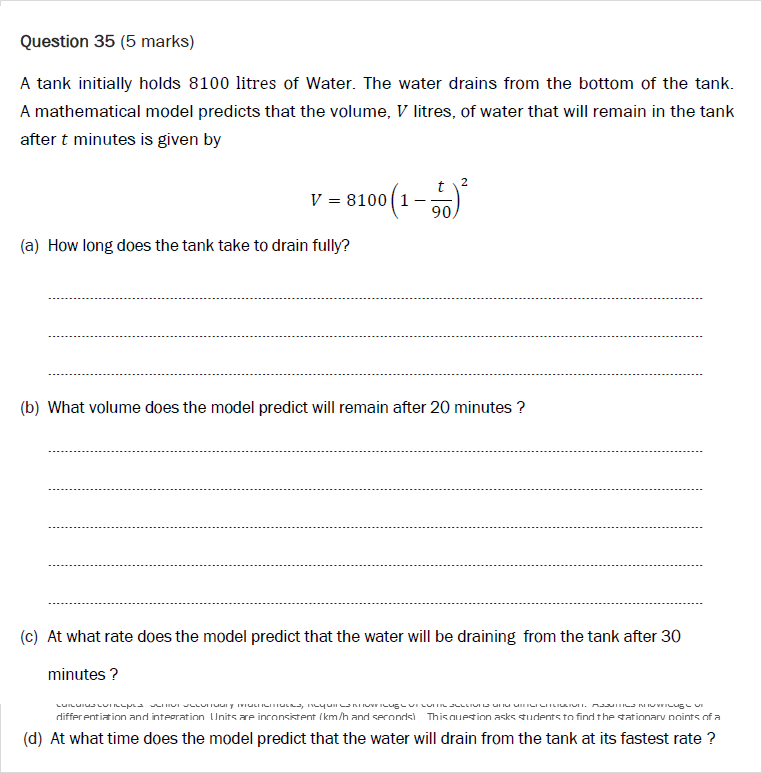 Question 35 (5 marks)
A tank initially holds 8100 litres of Water. The water drains from the bottom of the tank.
A mathematical model predicts that the volume, V litres, of water that will remain in the tank
after t minutes is given by
V = 8100(1 − t/90)²
(a) How long does the tank take to drain fully?
(b) What volume does the model predict will remain after 20 minutes ?
(c) At what rate does the model predict that the water will be draining from the tank after 30
minutes ?
differentiation and integration. Units are inconsistent (km/h and seconds). This question asks students to find the stationary points of a
(d) At what time does the model predict that the water will drain from the tank at its fastest rate ?